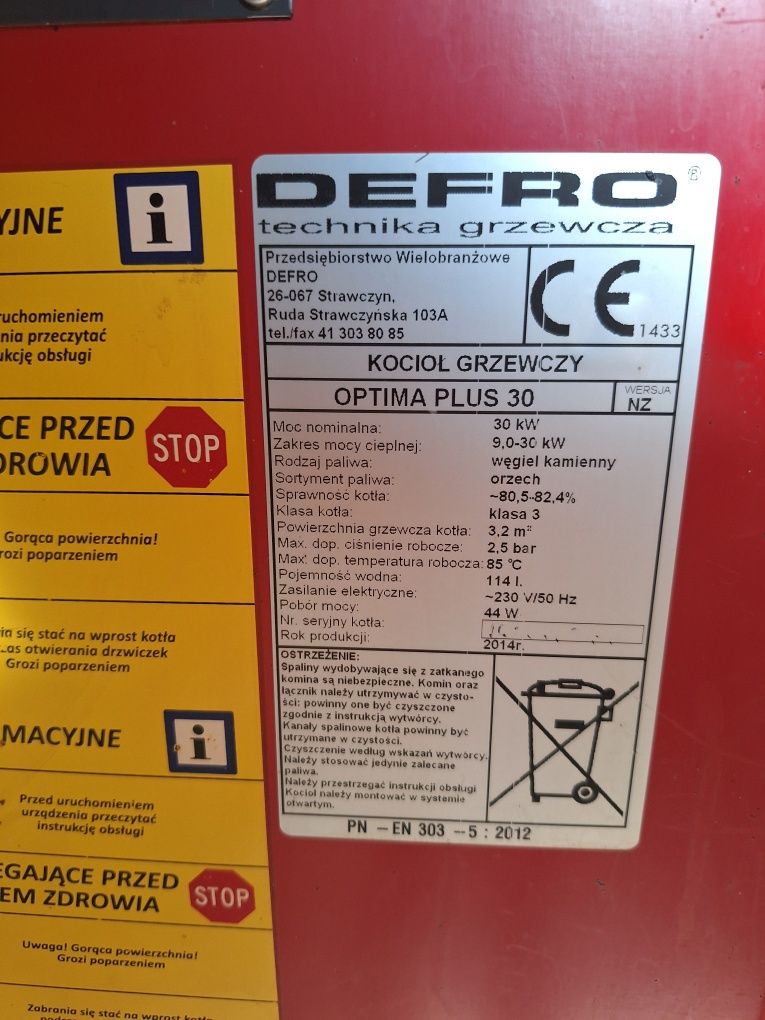 YJNE
i
uruchomieniem
nia przeczytać
ukcję obsługi
CE PRZED
DROWIA
STOP
Gorąca powierzchnia!
Grozi poparzeniem
ia się stać na wprost kotła
zas otwierania drzwiczek
Grozi poparzeniem
MACYJNE
i
Przed uruchomieniem
urządzenia przeczytać
instrukcję obsługi
EGAJĄCE PRZED
EM ZDROWIA
STOP
Uwaga! Gorąca powierzchnia!
Grozi poparzeniem
Zabrania się stać na wprost kotła
DEFRO®
technika grzewcza
Przedsiębiorstwo Wielobranżowe
DEFRO
26-067 Strawczyn,
Ruda Strawczyńska 103A
tel./fax 41 303 80 85
CE 1433
KOCIOŁ GRZEWCZY
OPTIMA PLUS 30
WERSJA
NZ
Moc nominalna: 30 kW
Zakres mocy cieplnej: 9,0-30 kW
Rodzaj paliwa: węgiel kamienny
Sortyment paliwa: orzech
Sprawność kotła: ~80,5-82,4%
Klasa kotła: klasa 3
Powierzchnia grzewcza kotła: 3,2 m²
Max. dop. ciśnienie robocze: 2,5 bar
Max. dop. temperatura robocza: 85 °C
Pojemność wodna: 114 l.
Zasilanie elektryczne: ~230 V/50 Hz
Pobór mocy: 44 W
Nr. seryjny kotła:
Rok produkcji: 2014r.
OSTRZEŻENIE:
Spaliny wydobywające się z zatkanego
komina są niebezpieczne. Komin oraz
łącznik należy utrzymywać w czysto-
ści: powinny one być czyszczone
zgodnie z instrukcją wytwórcy.
Kanały spalinowe kotła powinny być
utrzymane w czystości.
Czyszczenie według wskazań wytwórcy.
Należy stosować jedynie zalecane
paliwa.
Należy przestrzegać instrukcji obsługi
Kocioł należy montować w systemie
otwartym.
PN – EN 303 – 5 : 2012